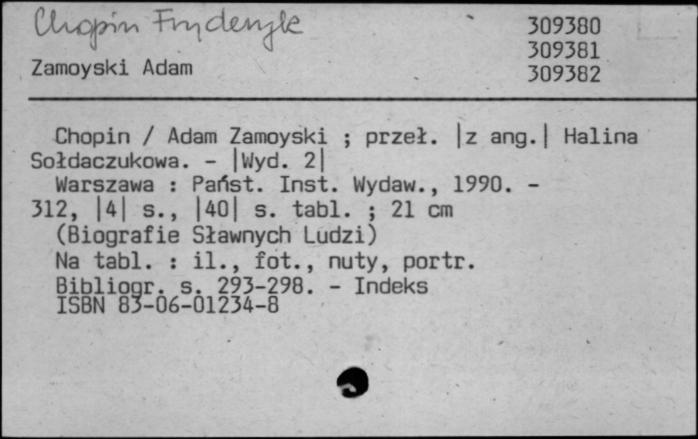 Chopin Fryderyk
309380
309381
Zamoyski Adam
309382
Chopin / Adam Zamoyski ; przeł. |z ang.| Halina
Sołdaczukowa. - |Wyd. 2|
Warszawa : Państ. Inst. Wydaw., 1990. -
312, |4| s., |40| s. tabl. ; 21 cm
(Biografie Sławnych Ludzi)
Na tabl. : il., fot., nuty, portr.
Bibliogr. s. 293-298. - Indeks
ISBN 83-06-01234-8